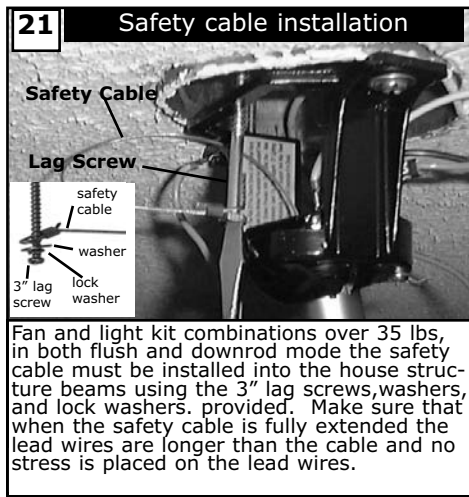 21
Safety cable installation
Safety Cable
Lag Screw
safety
cable
washer
lock
washer
3” lag
screw
Fan and light kit combinations over 35 lbs,
in both flush and downrod mode the safety
cable must be installed into the house struc-
ture beams using the 3” lag screws,washers,
and lock washers. provided.  Make sure that
when the safety cable is fully extended the
lead wires are longer than the cable and no
stress is placed on the lead wires.